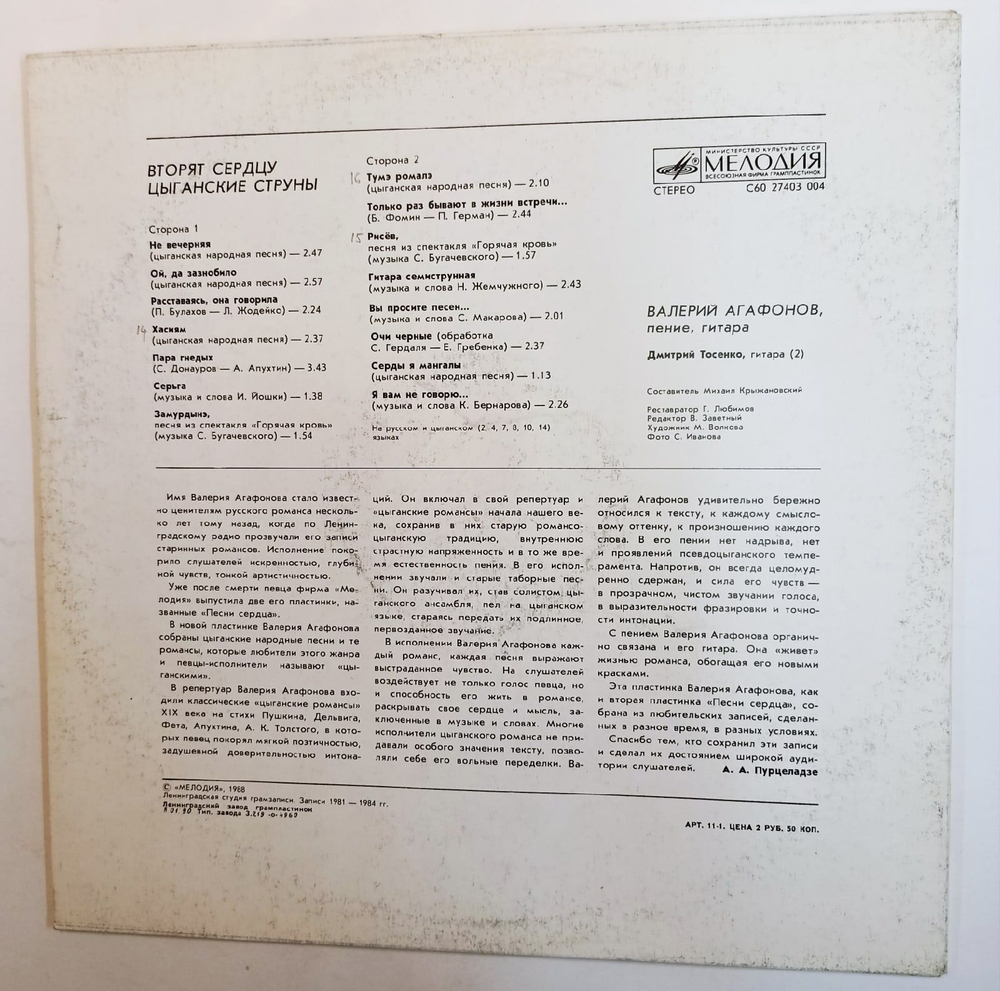 ВТОРЯТ СЕРДЦУ
ЦЫГАНСКИЕ СТРУНЫ
Сторона 1
Не вечерняя
(цыганская народная песня) — 2.47
Ой, да зазнобило
(цыганская народная песня) — 2.57
Расставаясь, она говорила
(П. Булахов — Л. Жодейко) — 2.24
14 Хасиям
(цыганская народная песня) — 2.37
Пара гнедых
(С. Донауров — А. Апухтин) — 3.43
Серьга
(музыка и слова И. Йошки) — 1.38
Замурдынэ,
песня из спектакля «Горячая кровь»
(музыка С. Бугачевского) — 1.54
Сторона 2
16 Тумэ ромалэ
(цыганская народная песня) — 2.10
Только раз бывают в жизни встречи...
(Б. Фомин — П. Герман) — 2.44
15 Рисёв,
песня из спектакля «Горячая кровь»
(музыка С. Бугачевского) — 1.57
Гитара семиструнная
(музыка и слова Н. Жемчужного) — 2.43
Вы просите песен...
(музыка и слова С. Макарова) — 2.01
Очи черные (обработка
С. Гердаля — Е. Гребенка) — 2.37
Серды я мангалы
(цыганская народная песня) — 1.13
Я вам не говорю...
(музыка и слова К. Бернарова) — 2.26
На русском и цыганском (2, 4, 7, 8, 10, 14)
языках
МИНИСТЕРСТВО КУЛЬТУРЫ СССР
МЕЛОДИЯ
ВСЕСОЮЗНАЯ ФИРМА ГРАМПЛАСТИНОК
СТЕРЕО С60 27403 004
ВАЛЕРИЙ АГАФОНОВ,
пение, гитара
Дмитрий Тосенко, гитара (2)
Составитель Михаил Крыжановский
Реставратор Г. Любимов
Редактор В. Заветный
Художник М. Волкова
Фото С. Иванова
Имя Валерия Агафонова стало извест-
но ценителям русского романса несколь-
ко лет тому назад, когда по Ленин-
градскому радио прозвучали его записи
старинных романсов. Исполнение поко-
рило слушателей искренностью, глуби-
ной чувств, тонкой артистичностью.
Уже после смерти певца фирма «Ме-
лодия» выпустила две его пластинки, на-
званные «Песни сердца».
В новой пластинке Валерия Агафонова
собраны цыганские народные песни и те
романсы, которые любители этого жанра
и певцы-исполнители называют «цы-
ганскими».
В репертуар Валерия Агафонова вхо-
дили классические «цыганские романсы»
XIX века на стихи Пушкина, Дельвига,
Фета, Апухтина, А. К. Толстого, в кото-
рых певец покорял мягкой поэтичностью,
задушевной доверительностью интона-
ций. Он включал в свой репертуар и
«цыганские романсы» начала нашего ве-
ка, сохранив в них старую романсо-
цыганскую традицию, внутреннюю
страстную напряженность и в то же вре-
мя естественность пения. В его испол-
нении звучали и старые таборные пес-
ни. Он разучивал их, став солистом цы-
ганского ансамбля, пел на цыганском
языке, стараясь передать их подлинное,
первозданное звучание.
В исполнении Валерия Агафонова каж-
дый романс, каждая песня выражают
выстраданное чувство. На слушателей
воздействует не только голос певца, но
и способность его жить в романсе,
раскрывать свое сердце и мысль, за-
ключенные в музыке и словах. Многие
исполнители цыганского романса не при-
давали особого значения тексту, позво-
ляли себе его вольные переделки. Ва-
лерий Агафонов удивительно бережно
относился к тексту, к каждому смысло-
вому оттенку, к произношению каждого
слова. В его пении нет надрыва, нет
и проявлений псевдоцыганского темпе-
рамента. Напротив, он всегда целомуд-
ренно сдержан, и сила его чувств —
в прозрачном, чистом звучании голоса,
в выразительности фразировки и точно-
сти интонации.
С пением Валерия Агафонова органич-
но связана и его гитара. Она «живет»
жизнью романса, обогащая его новыми
красками.
Эта пластинка Валерия Агафонова, как
и вторая пластинка «Песни сердца», со-
брана из любительских записей, сделан-
ных в разное время, в разных условиях.
Спасибо тем, кто сохранил эти записи
и сделал их достоянием широкой ауди-
тории слушателей. А. А. Пурцеладзе
© «МЕЛОДИЯ», 1988
Ленинградская студия грамзаписи. Записи 1981 — 1984 гг.
Ленинградский завод грампластинок
Тип. завода
АРТ. 11-1. ЦЕНА 2 РУБ. 50 КОП.